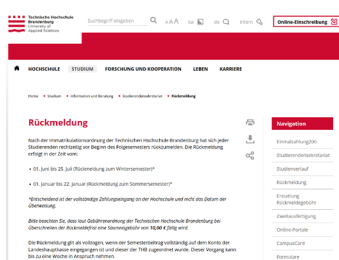 Technische Hochschule
Brandenburg
University of
Applied Sciences
Suchbegriff eingeben
A A A
Intern
Online-Einschreibung
HOCHSCHULE STUDIUM FORSCHUNG UND KOOPERATION LEBEN KARRIERE
Home Studium Information und Beratung Studierendensekretariat Rückmeldung
Rückmeldung
Nach der Immatrikulationsordnung der Technischen Hochschule Brandenburg hat sich jeder
Studierenden rechtzeitig vor Beginn des Folgesemesters rückzumelden. Die Rückmeldung
erfolgt in der Zeit vom:
01. Juni bis 25. Juli (Rückmeldung zum Wintersemester)*
01. Januar bis 22. Januar (Rückmeldung zum Sommersemester)*
*Entscheidend ist der vollständige Zahlungseingang an der Hochschule und nicht das Datum der
Überweisung.
Bitte beachten Sie, dass laut Gebührenordnung der Technischen Hochschule Brandenburg bei
Überschreiten der Rückmeldefrist eine Säumnisgebühr von 10,00 € fällig wird.
Die Rückmeldung gilt als vollzogen, wenn der Semesterbeitrag vollständig auf dem Konto der
Landeshauptkasse eingegangen ist und dieser der THB zugeordnet wurde. Dieser Vorgang kann
bis zu eine Woche in Anspruch nehmen.
Navigation
Studierendensekretariat
Studienverlauf
Rückmeldung
Erstattung
Rückmeldegebühr
Zweitausfertigung
Online-Portale
CampusCard
Formulare